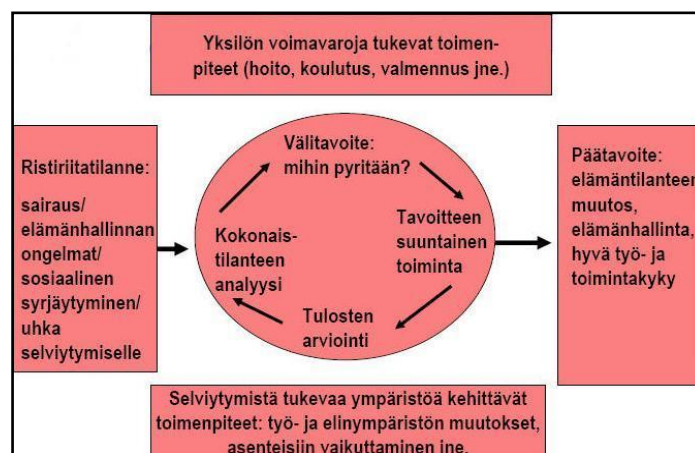 Yksilön voimavaroja tukevat toimen-
piteet (hoito, koulutus, valmennus jne.)
Ristiriitatilanne:
sairaus/
elämänhallinnan
ongelmat/
sosiaalinen
syrjäytyminen/
uhka
selviytymiselle
Välitavoite:
mihin pyritään?
Kokonais-
tilanteen
analyysi
Tavoitteen
suuntainen
toiminta
Tulosten
arviointi
Päätavoite:
elämäntilanteen
muutos,
elämänhallinta,
hyvä työ- ja
toimintakyky
Selviytymistä tukevaa ympäristöä kehittävät
toimenpiteet: työ- ja elinympäristön muutokset,
asenteisiin vaikuttaminen jne.